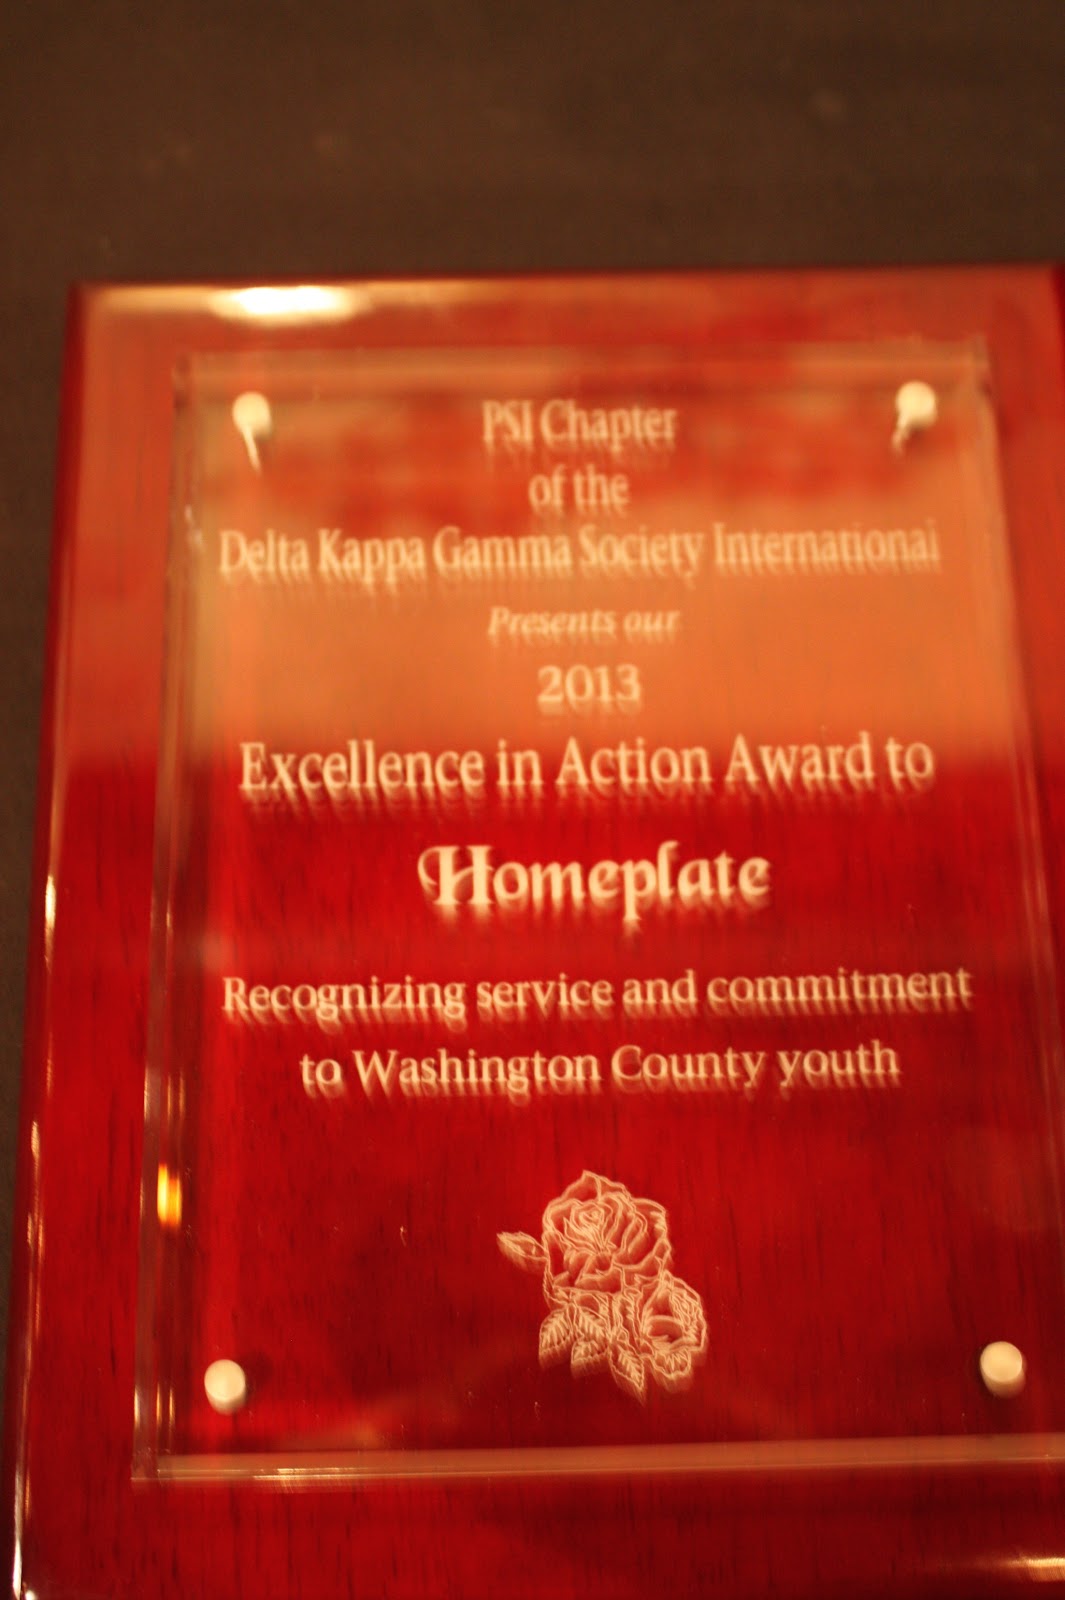 PSI Chapter
of the
Delta Kappa Gamma Society International
Presents our
2013
Excellence in Action Award to
Homeplate
Recognizing service and commitment
to Washington County youth